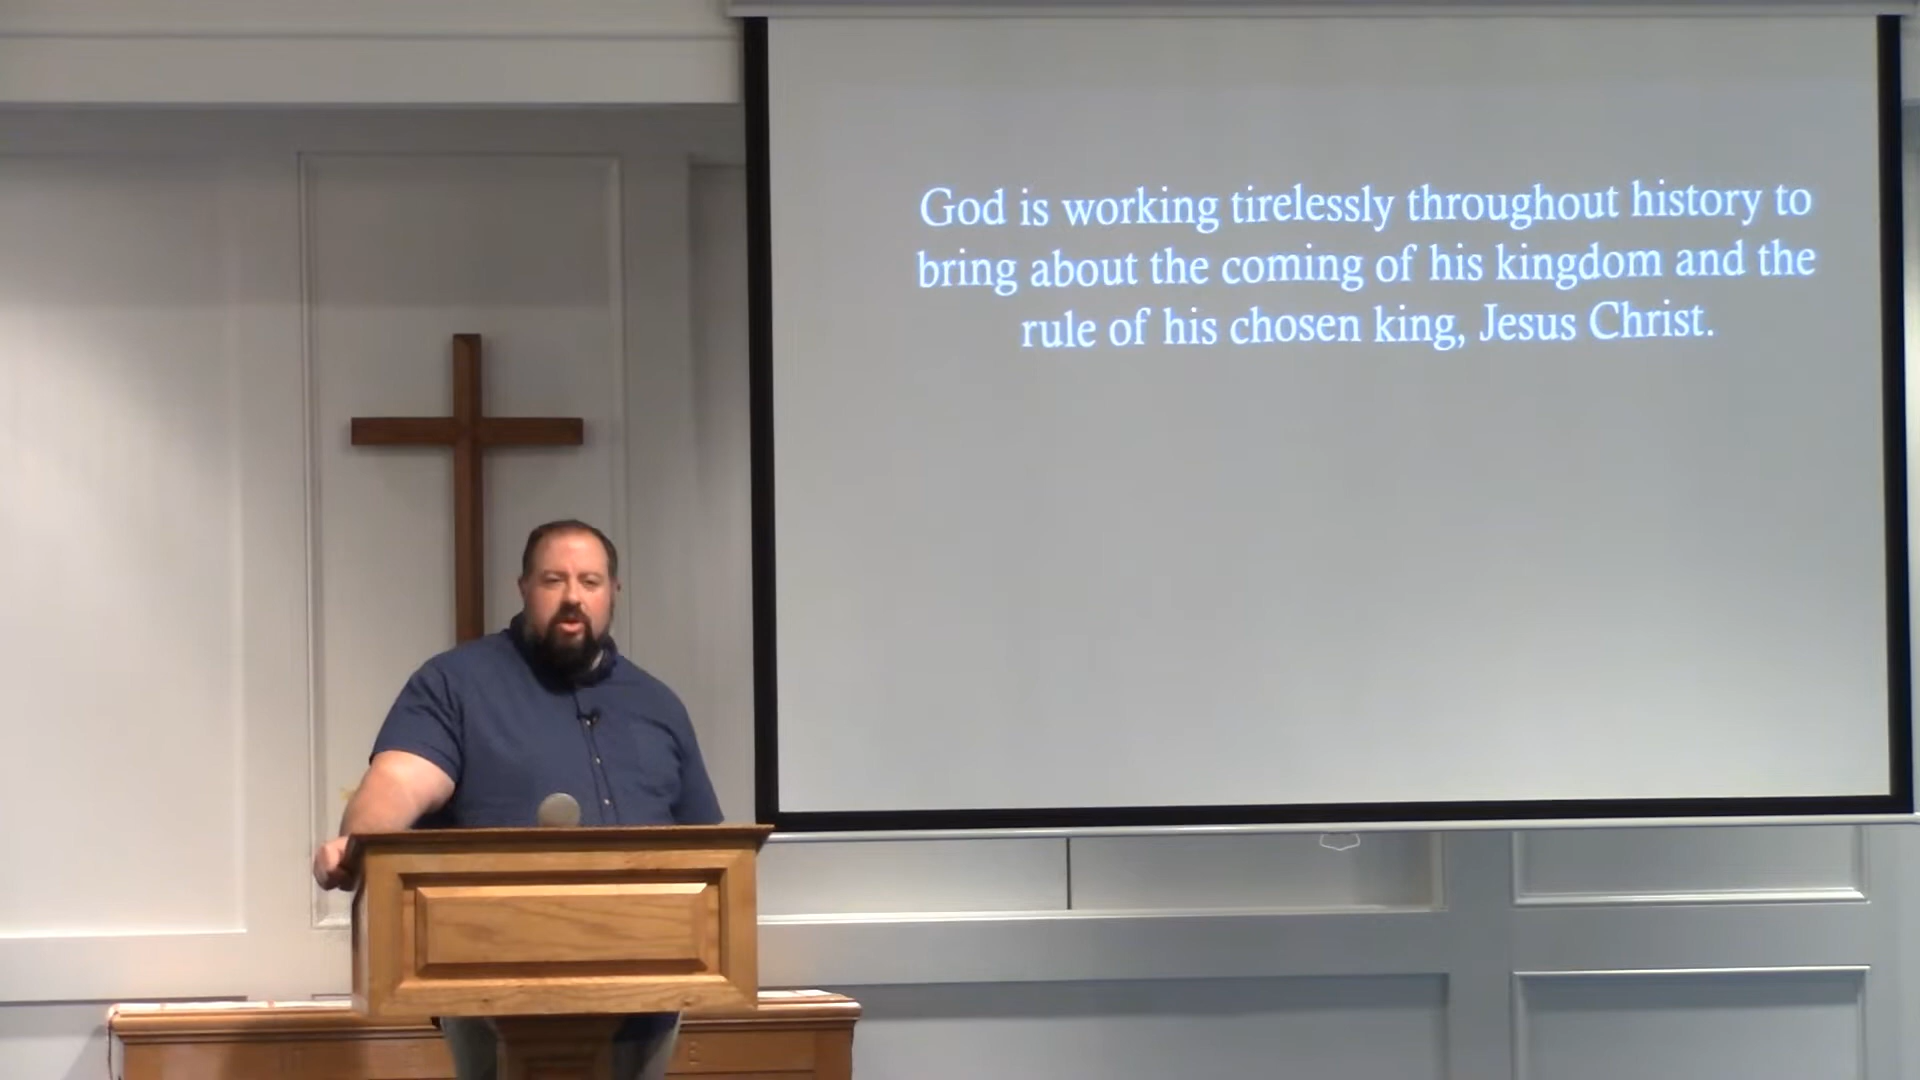 God is working tirelessly throughout history to
bring about the coming of his kingdom and the
rule of his chosen king, Jesus Christ.